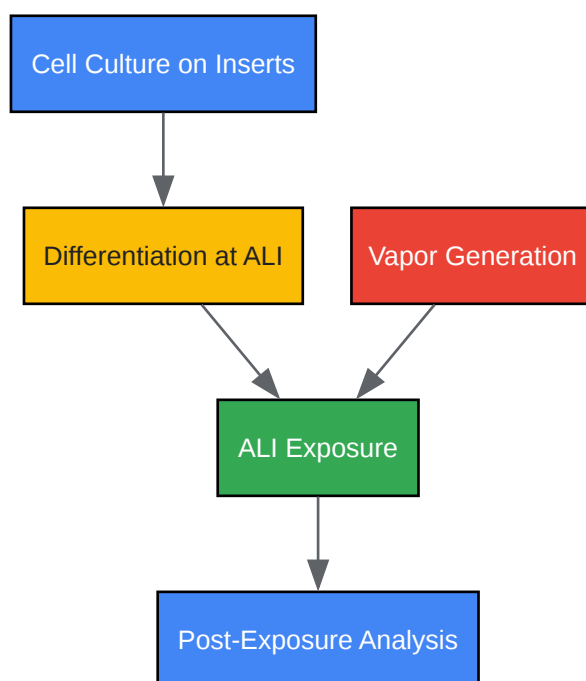 Cell Culture on Inserts
Differentiation at ALI
Vapor Generation
ALI Exposure
Post-Exposure Analysis